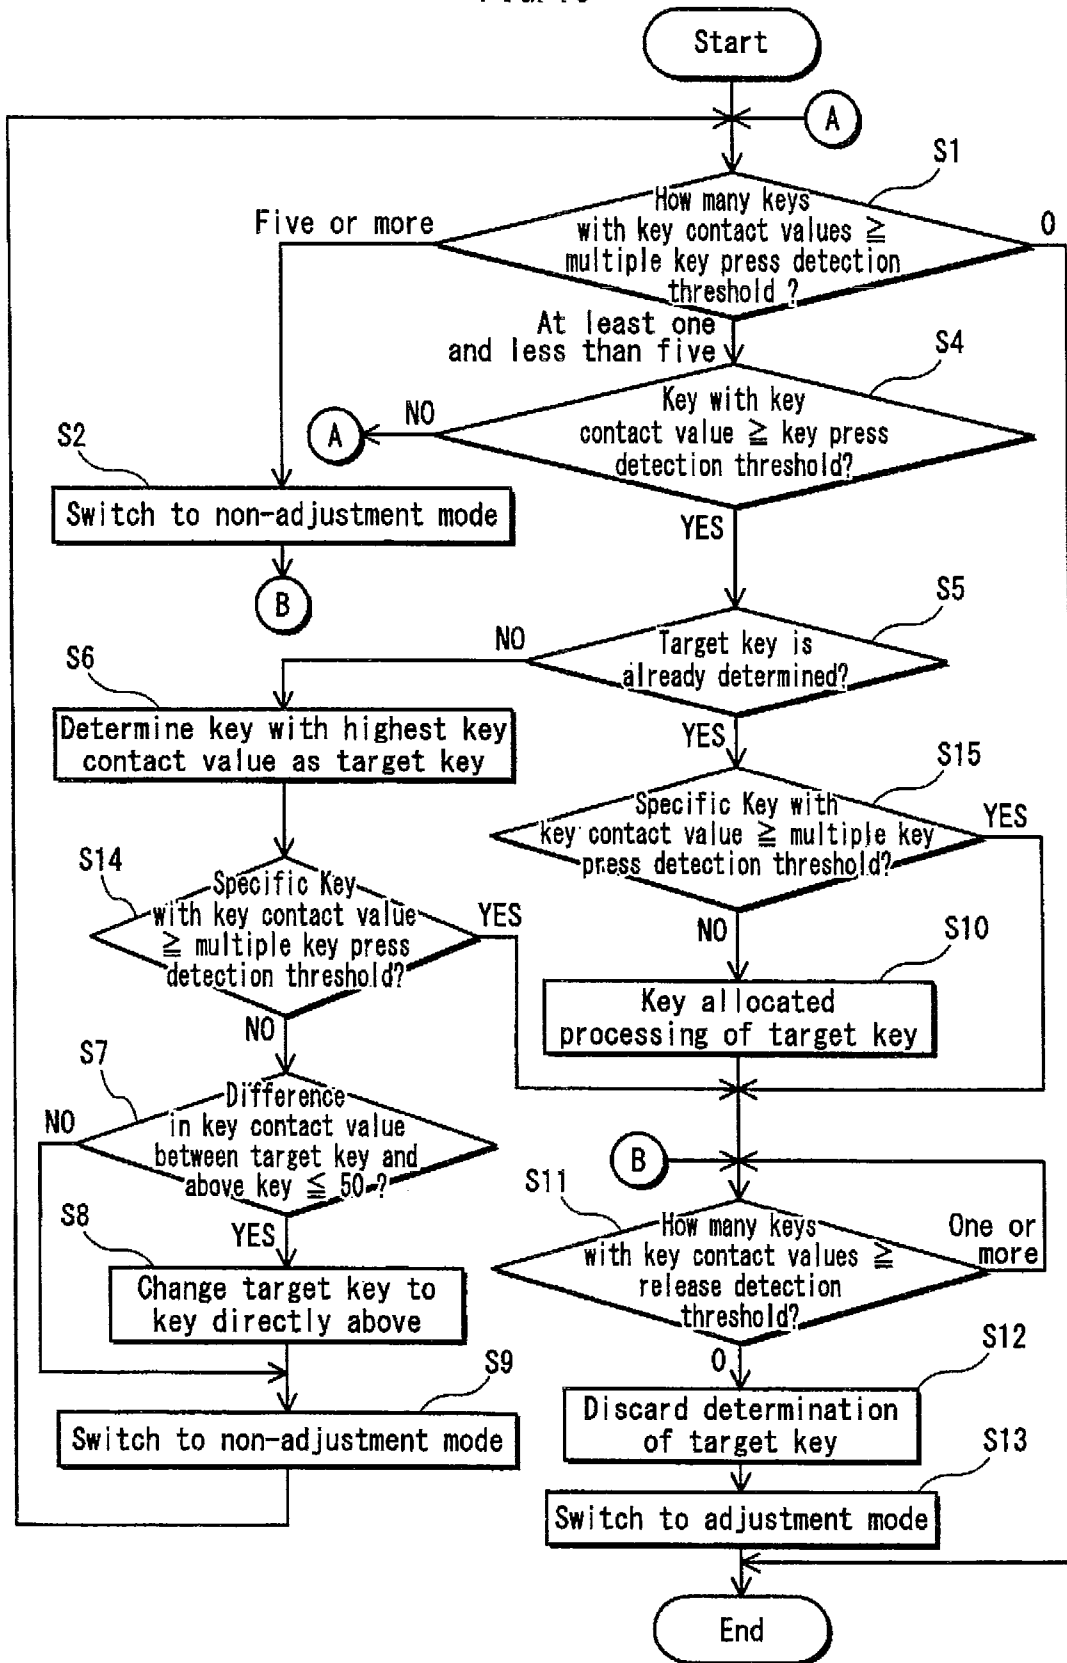 Start
A
S1
How many keys
with key contact values ≧
multiple key press detection
threshold ?
Five or more
0
At least one
and less than five
S4
Key with key
contact value ≧ key press
detection threshold?
NO
A
S2
Switch to non-adjustment mode
YES
B
S5
Target key is
already determined?
NO
S6
Determine key with highest key
contact value as target key
YES
S15
Specific Key with
key contact value ≧ multiple key
press detection threshold?
YES
S14
Specific Key
with key contact value
≧ multiple key press
detection threshold?
YES
NO
S10
Key allocated
processing of target key
NO
S7
Difference
in key contact value
between target key and
above key ≦ 50 ?
NO
B
S11
How many keys
with key contact values ≧
release detection
threshold?
One or
more
YES
S8
Change target key to
key directly above
0
S12
Discard determination
of target key
S9
Switch to non-adjustment mode
S13
Switch to adjustment mode
End